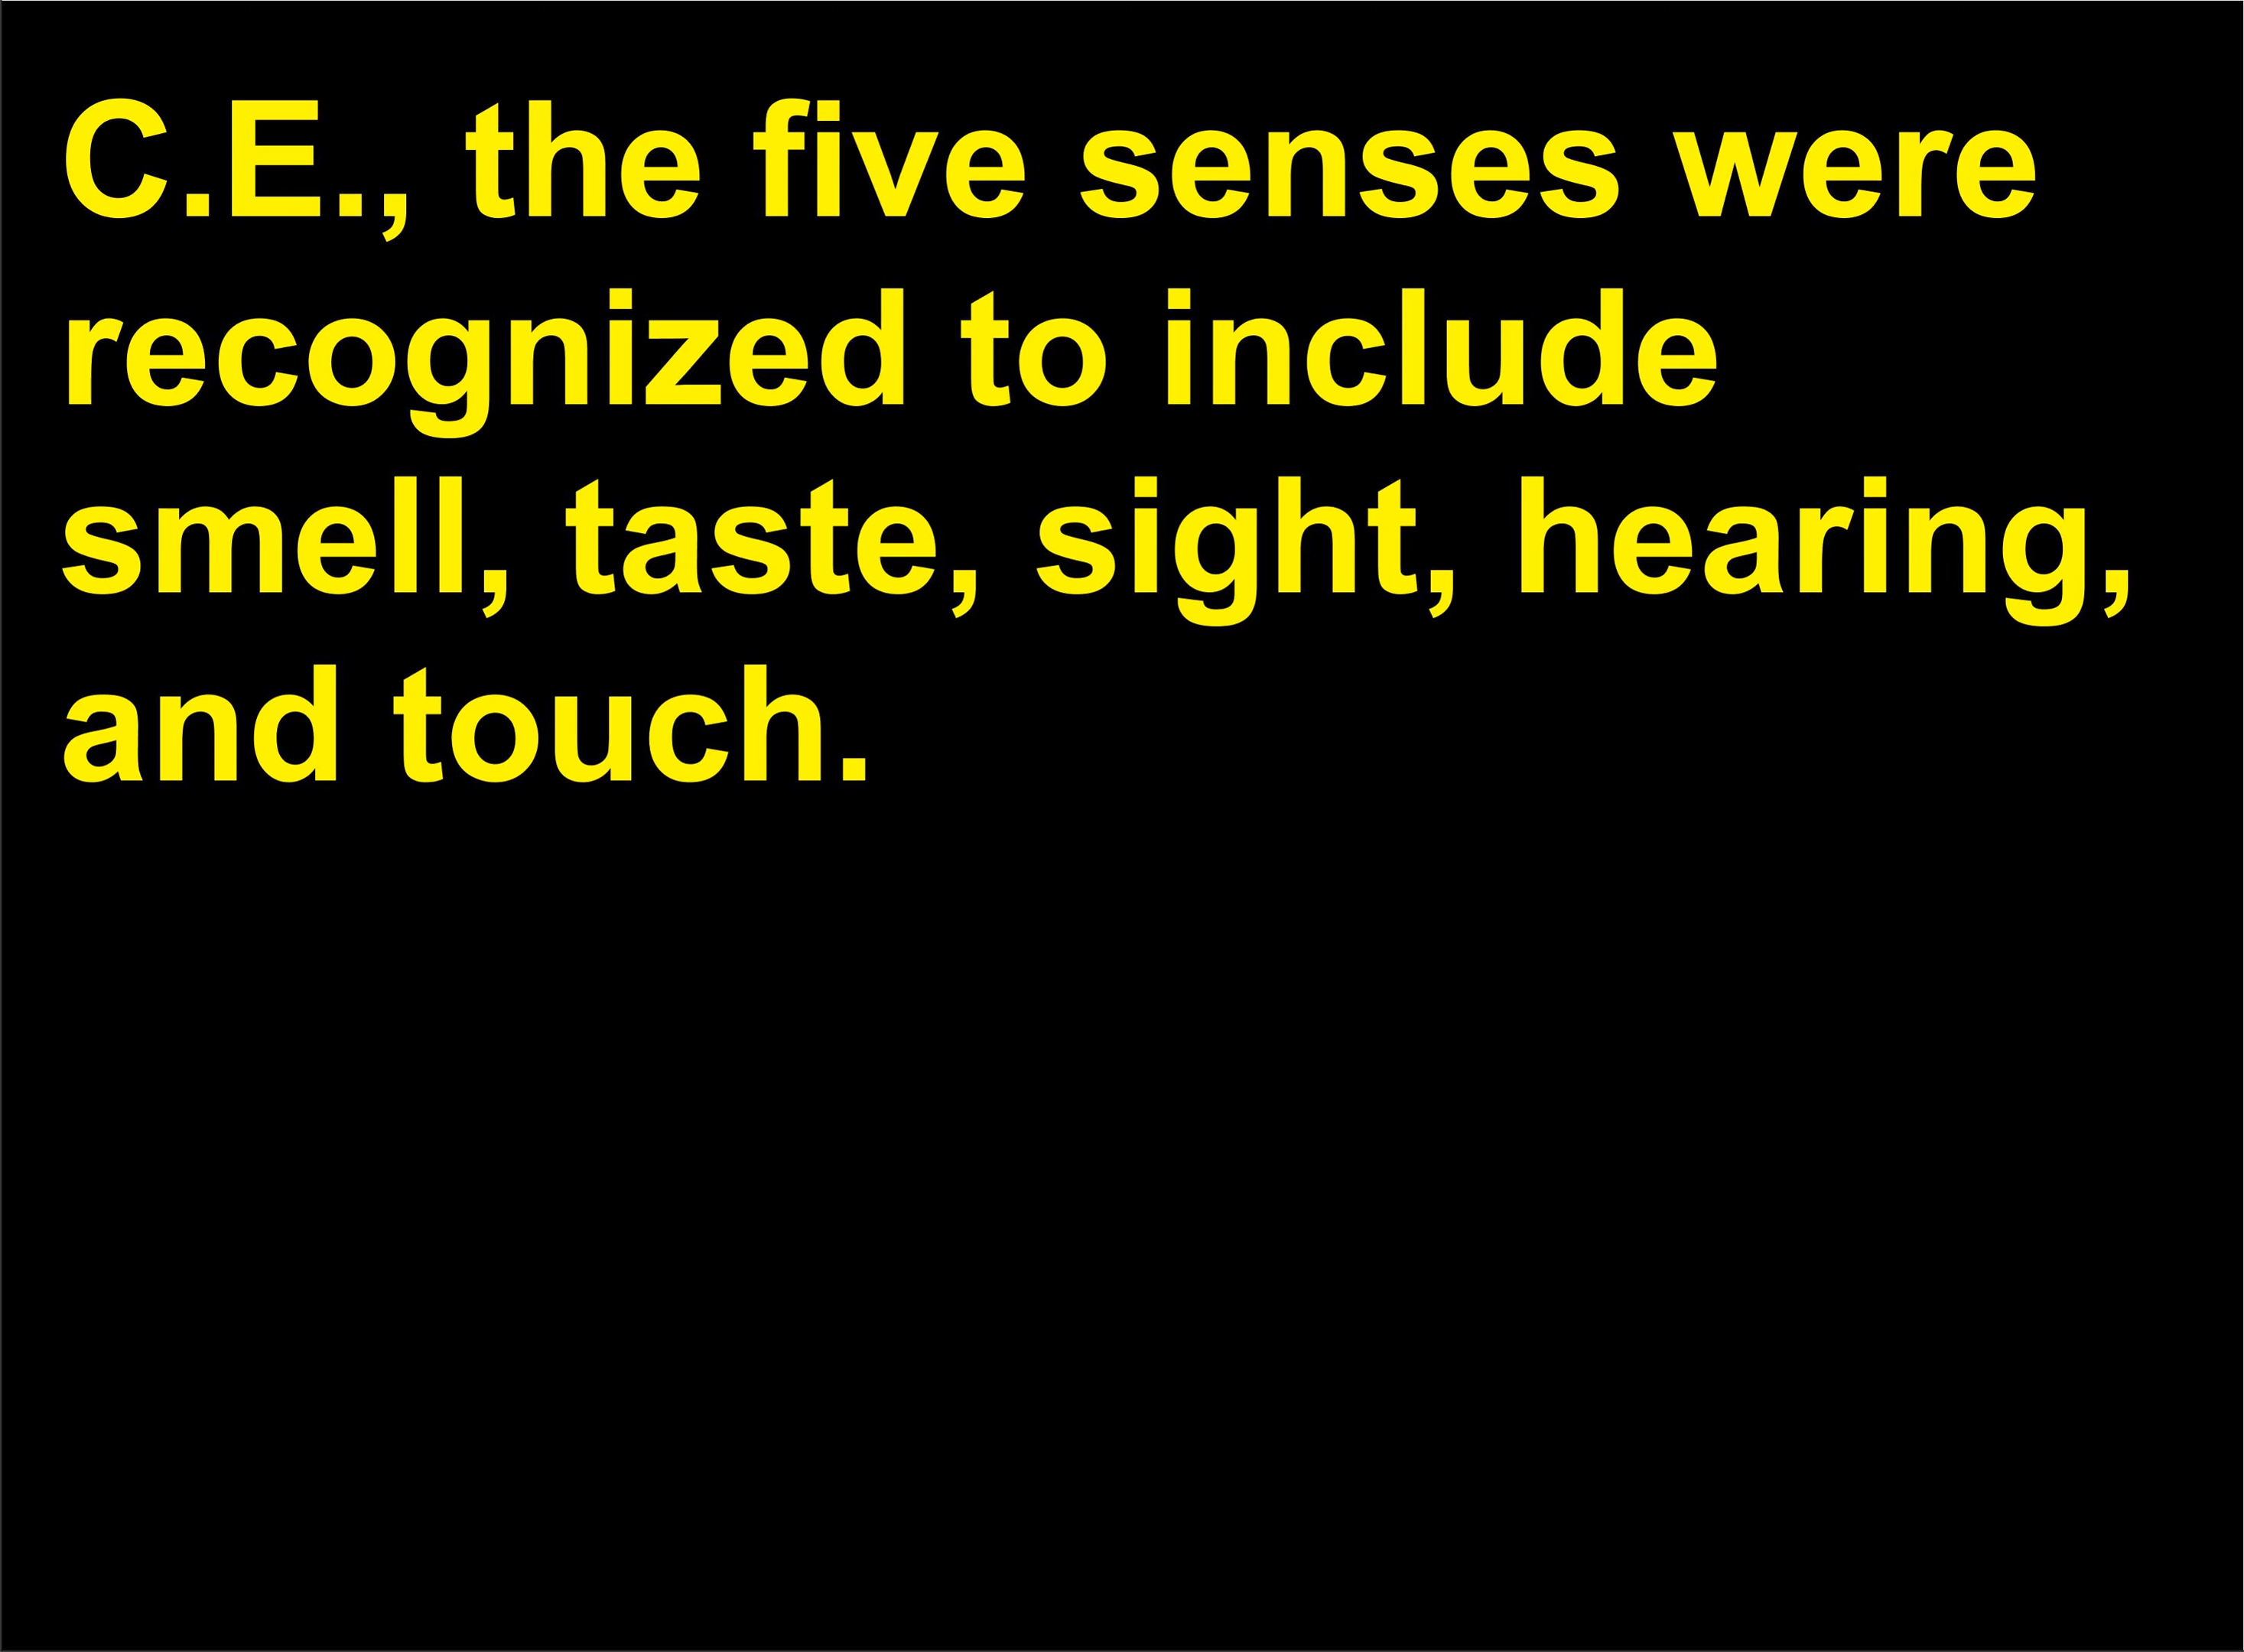 C.E., the five senses were
recognized to include
smell, taste, sight, hearing,
and touch.